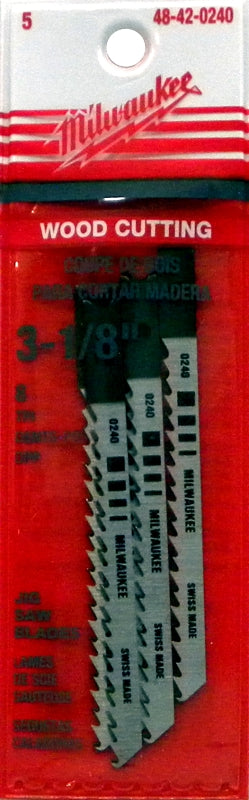 5
48-42-0240
Milwaukee
WOOD CUTTING
COUPE DE BOIS
PARA CORTAR MADERA
3-1/8"
0240
MILWAUKEE
SWISS MADE
0240
MILWAUKEE
SWISS MADE
0240
MILWAUKEE
SWISS MADE
JIG
SAW
BLADES
LAMES
DE SCIE
SAUTEUSE